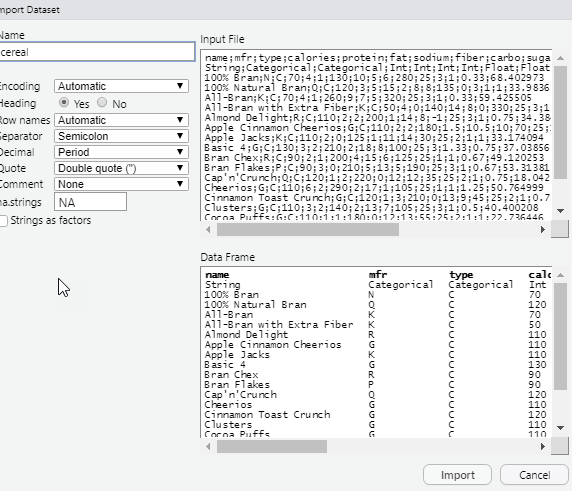 mport Dataset
Name
cereal
Encoding Automatic
Heading Yes No
Row names Automatic
Separator Semicolon
Decimal Period
Quote Double quote (")
Comment None
na.strings NA
Strings as factors
Input File
name;mfr;type;calories;protein;fat;sodium;fiber;carbo;suga
String;Categorical;Categorical;Int;Int;Int;Int;Float;Float
100% Bran;N;C;70;4;1;130;10;5;6;280;25;3;1;0.33;68.402973
100% Natural Bran;Q;C;120;3;5;15;2;8;8;135;0;3;1;1;33.9836
All-Bran;K;C;70;4;1;260;9;7;5;320;25;3;1;0.33;59.425505
All-Bran with Extra Fiber;K;C;50;4;0;140;14;8;0;330;25;3;1
Almond Delight;R;C;110;2;2;200;1;14;8;-1;25;3;1;0.75;34.38
Apple Cinnamon Cheerios;G;C;110;2;2;180;1.5;10.5;10;70;25;
Apple Jacks;K;C;110;2;0;125;1;11;14;30;25;2;1;1;33.174094
Basic 4;G;C;130;3;2;210;2;18;8;100;25;3;1.33;0.75;37.03856
Bran Chex;R;C;90;2;1;200;4;15;6;125;25;1;1;0.67;49.120253
Bran Flakes;P;C;90;3;0;210;5;13;5;190;25;3;1;0.67;53.31381
Cap'n'Crunch;Q;C;120;1;2;220;0;12;12;35;25;2;1;0.75;18.042
Cheerios;G;C;110;6;2;290;2;17;1;105;25;1;1;1.25;50.764999
Cinnamon Toast Crunch;G;C;120;1;3;210;0;13;9;45;25;2;1;0.7
Clusters;G;C;110;3;2;140;2;13;7;105;25;3;1;0.5;40.400208
Cocoa Puffs;G;C;110;1;1;180;0;12;13;55;25;2;1;1;22.736446
Data Frame
name mfr type calo
String Categorical Categorical Int
100% Bran N C 70
100% Natural Bran Q C 120
All-Bran K C 70
All-Bran with Extra Fiber K C 50
Almond Delight R C 110
Apple Cinnamon Cheerios G C 110
Apple Jacks K C 110
Basic 4 G C 130
Bran Chex R C 90
Bran Flakes P C 90
Cap'n'Crunch Q C 120
Cheerios G C 110
Cinnamon Toast Crunch G C 120
Clusters G C 110
Cocoa Puffs G C 110
Import Cancel